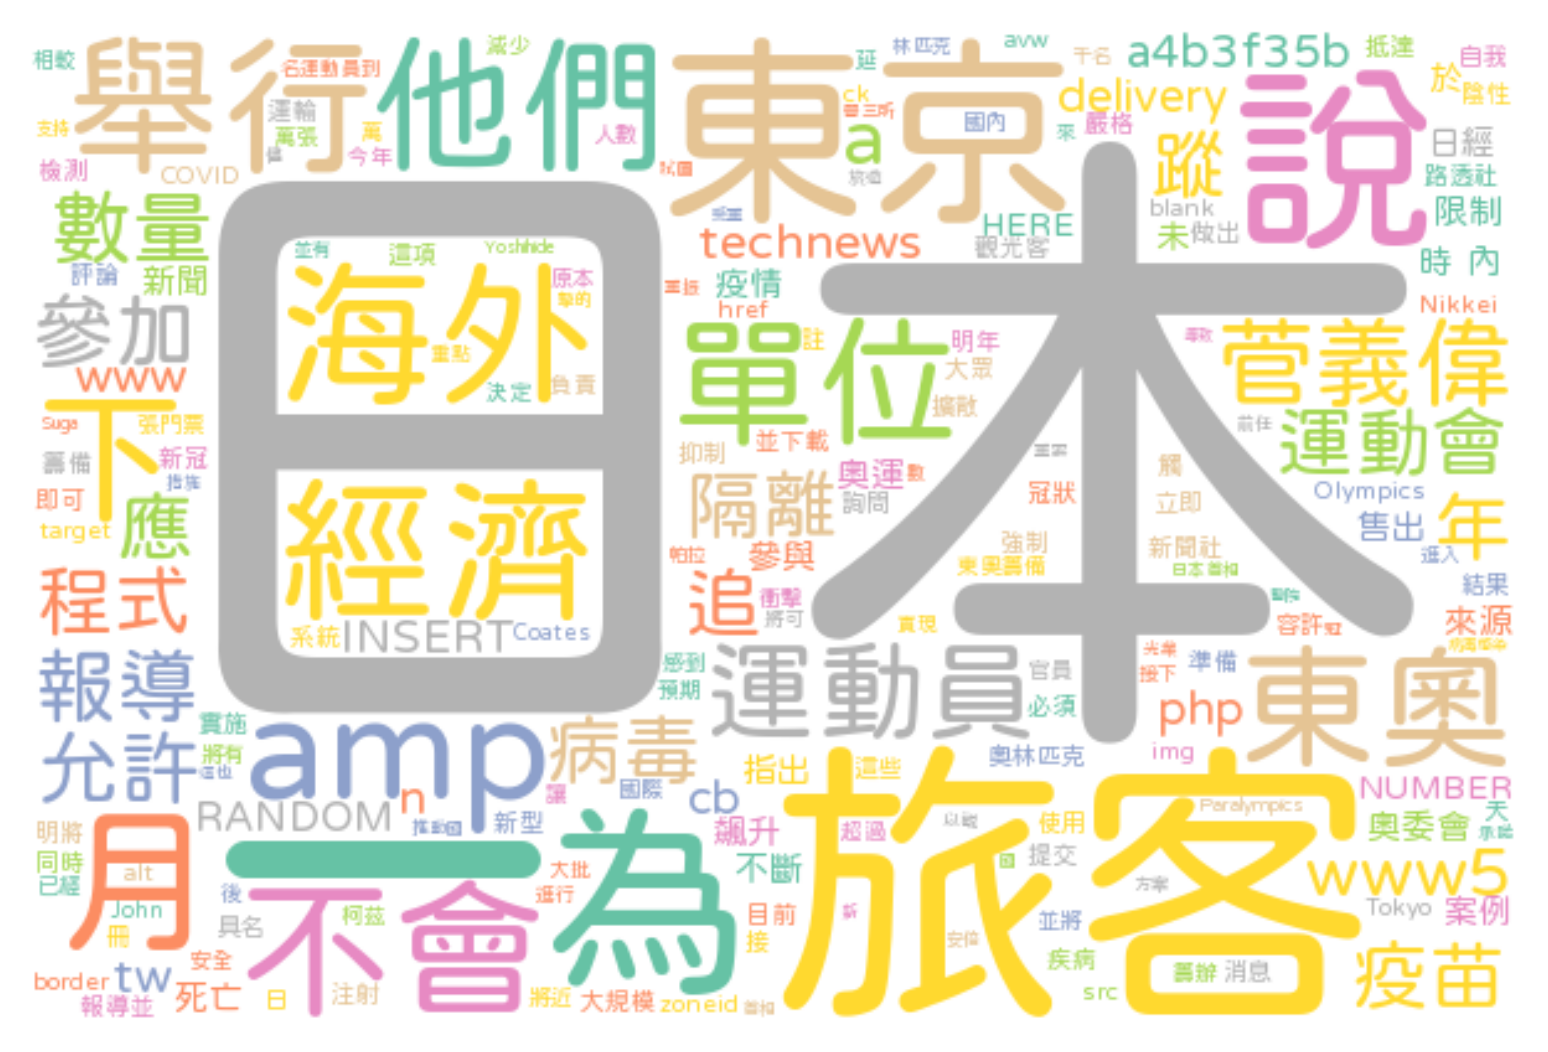 相較
舉行
名運動員到
他們
減少
東京
延
林匹克
avw
千名
a4b3f35b
抵達
自我
於
陰性
支持
運輸
萬張
萬
今年
人數
ck
a
國內
來
嚴格
delivery
說
日經
檢測
COVID
蹤
路透社
數量
日本
HERE
觀光客
blank
未
做出
限制
technews
評論
新聞
並有
這項
Yoshihide
原本
疫情
時 內
參加
海外
重點
決定
負責
href
單位
註
明年
大眾
擴散
Nikkei
菅義偉
www
下
Suga
張門票
籌備
新冠
措施
抑制
並下載
前任
運動會
即可
target
應
經濟
隔離
奧運
數
詢問
冠狀
觸
立即
Olympics
售出
年
進入
帕拉
參與
強制
東奧籌備
新聞社
日本首相
結果
程式
追
衝擊
將可
實現
容許
來源
系統
INSERT
Coates
報導
感到
預期
運動員
官員
必須
接下
準備
東奧
實施
將有
amp
病毒
php
允許
n
讓
國際
cb
指出
這些
奧林匹克
img
NUMBER
RANDOM
新型
飆升
超過
旅客
使用
Paralympics
奧委會
天
明將
同時
已經
月
alt
一
不會
為
大批
進行
不斷
提交
方案
www5
John
冊
後
具名
柯茲
目前
接
安倍
並將
Tokyo
案例
border
tw
安全
死亡
日
注射
將近
大規模
zoneid
首相
疾病
src
籌辦
消息
疫苗
報導並